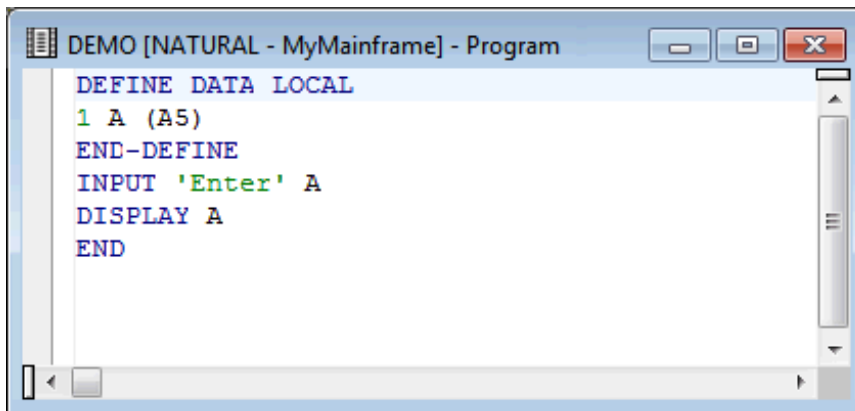 DEMO [NATURAL - MyMainframe] - Program
DEFINE DATA LOCAL
1 A (A5)
END-DEFINE
INPUT 'Enter' A
DISPLAY A
END